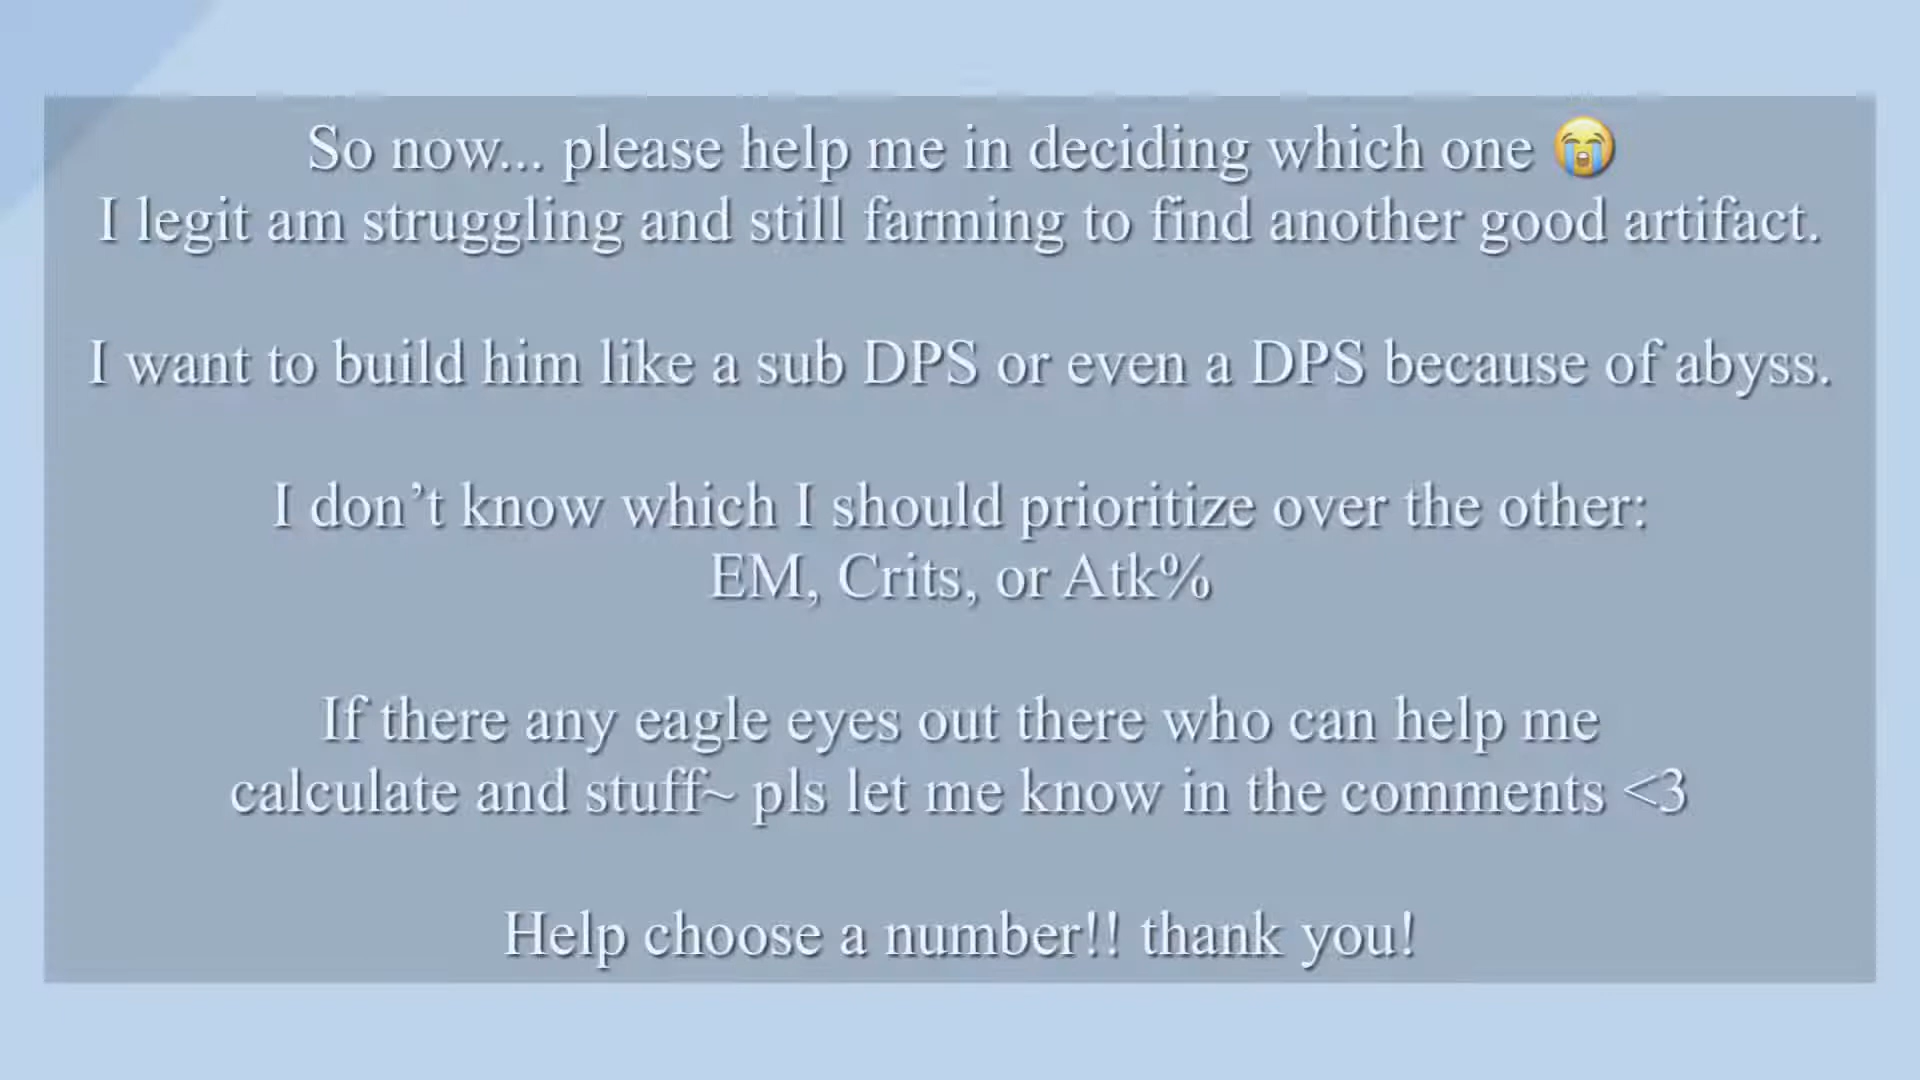 So now... please help me in deciding which one 😭
I legit am struggling and still farming to find another good artifact.
I want to build him like a sub DPS or even a DPS because of abyss.
I don’t know which I should prioritize over the other:
EM, Crits, or Atk%
If there any eagle eyes out there who can help me
calculate and stuff~ pls let me know in the comments <3
Help choose a number!! thank you!